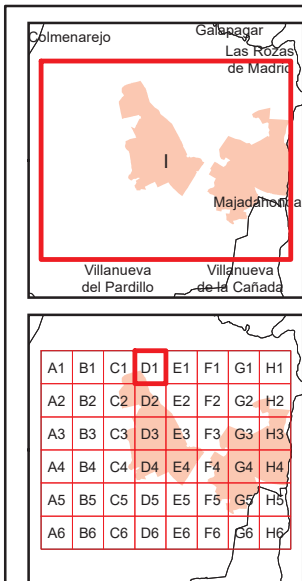 Colmenarejo
Galapagar
Las Rozas
de Madrid
I
Majadahonda
Villanueva
del Pardillo
Villanueva
de la Cañada
A1 B1 C1 D1 E1 F1 G1 H1
A2 B2 C2 D2 E2 F2 G2 H2
A3 B3 C3 D3 E3 F3 G3 H3
A4 B4 C4 D4 E4 F4 G4 H4
A5 B5 C5 D5 E5 F5 G5 H5
A6 B6 C6 D6 E6 F6 G6 H6